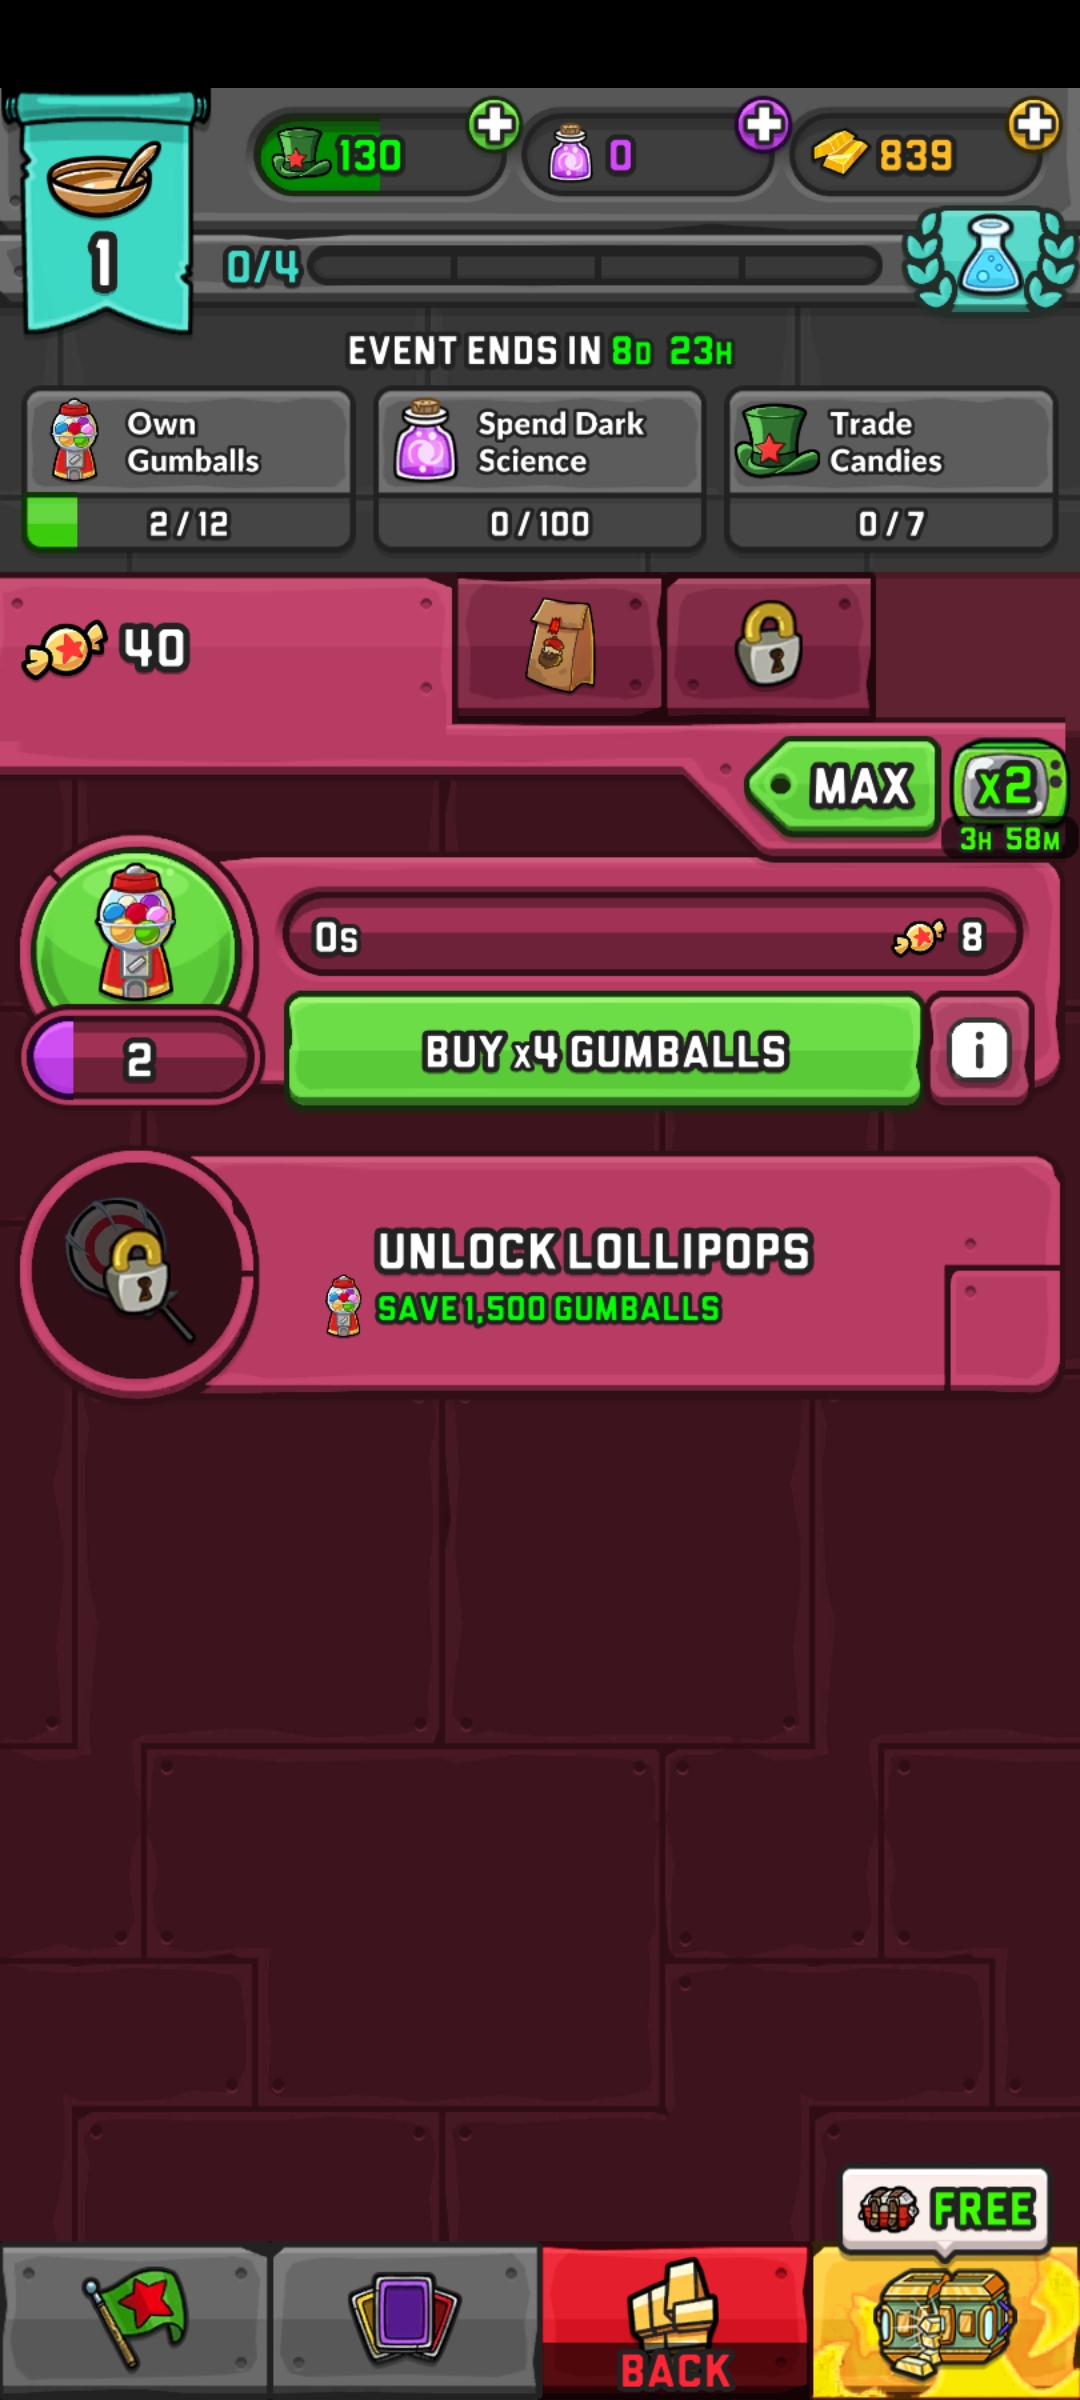 130
0
839
1
0/4
EVENT ENDS IN 8D 23H
Own Gumballs
2/12
Spend Dark Science
0/100
Trade Candies
0/7
40
MAX
x2
3H 58M
0s
8
2
BUY x4 GUMBALLS
i
UNLOCK LOLLIPOPS
SAVE 1,500 GUMBALLS
FREE
BACK